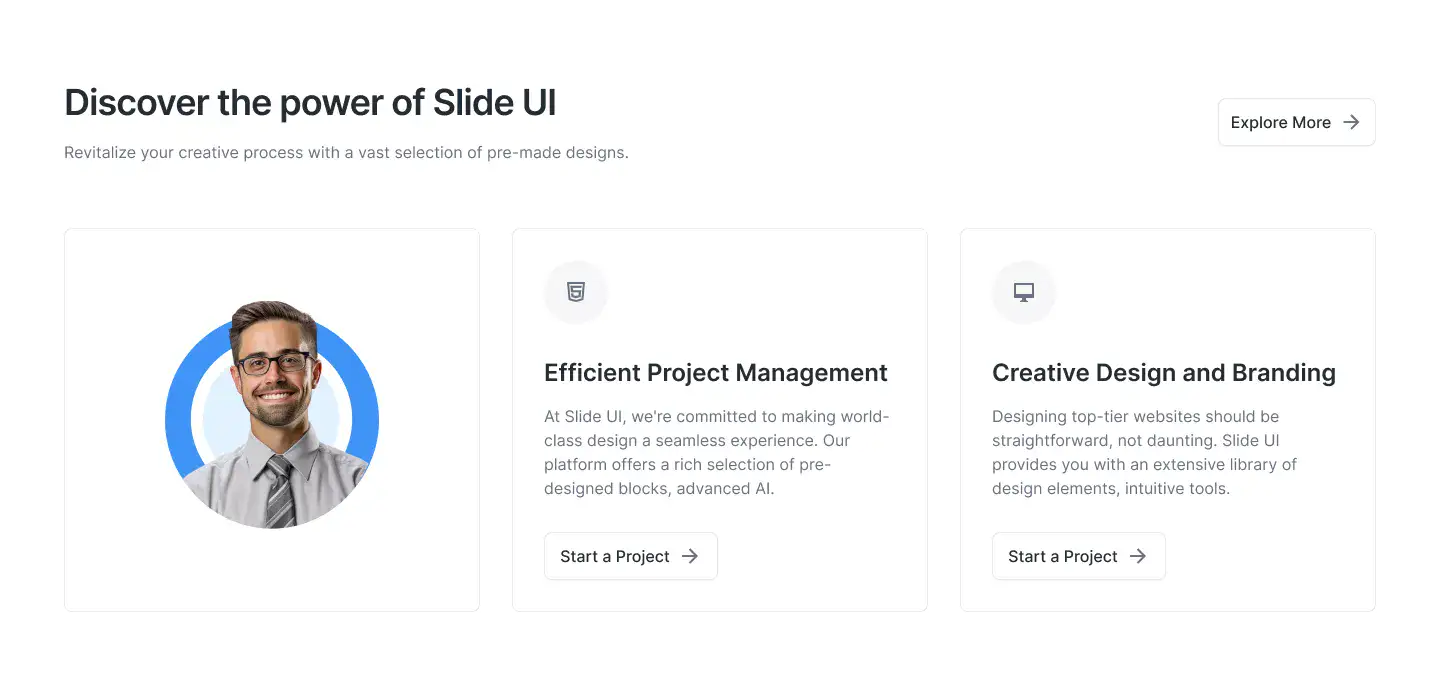 Discover the power of Slide UI
Revitalize your creative process with a vast selection of pre-made designs.
Explore More
Efficient Project Management
At Slide UI, we're committed to making world-
class design a seamless experience. Our
platform offers a rich selection of pre-
designed blocks, advanced AI.
Start a Project
Creative Design and Branding
Designing top-tier websites should be
straightforward, not daunting. Slide UI
provides you with an extensive library of
design elements, intuitive tools.
Start a Project